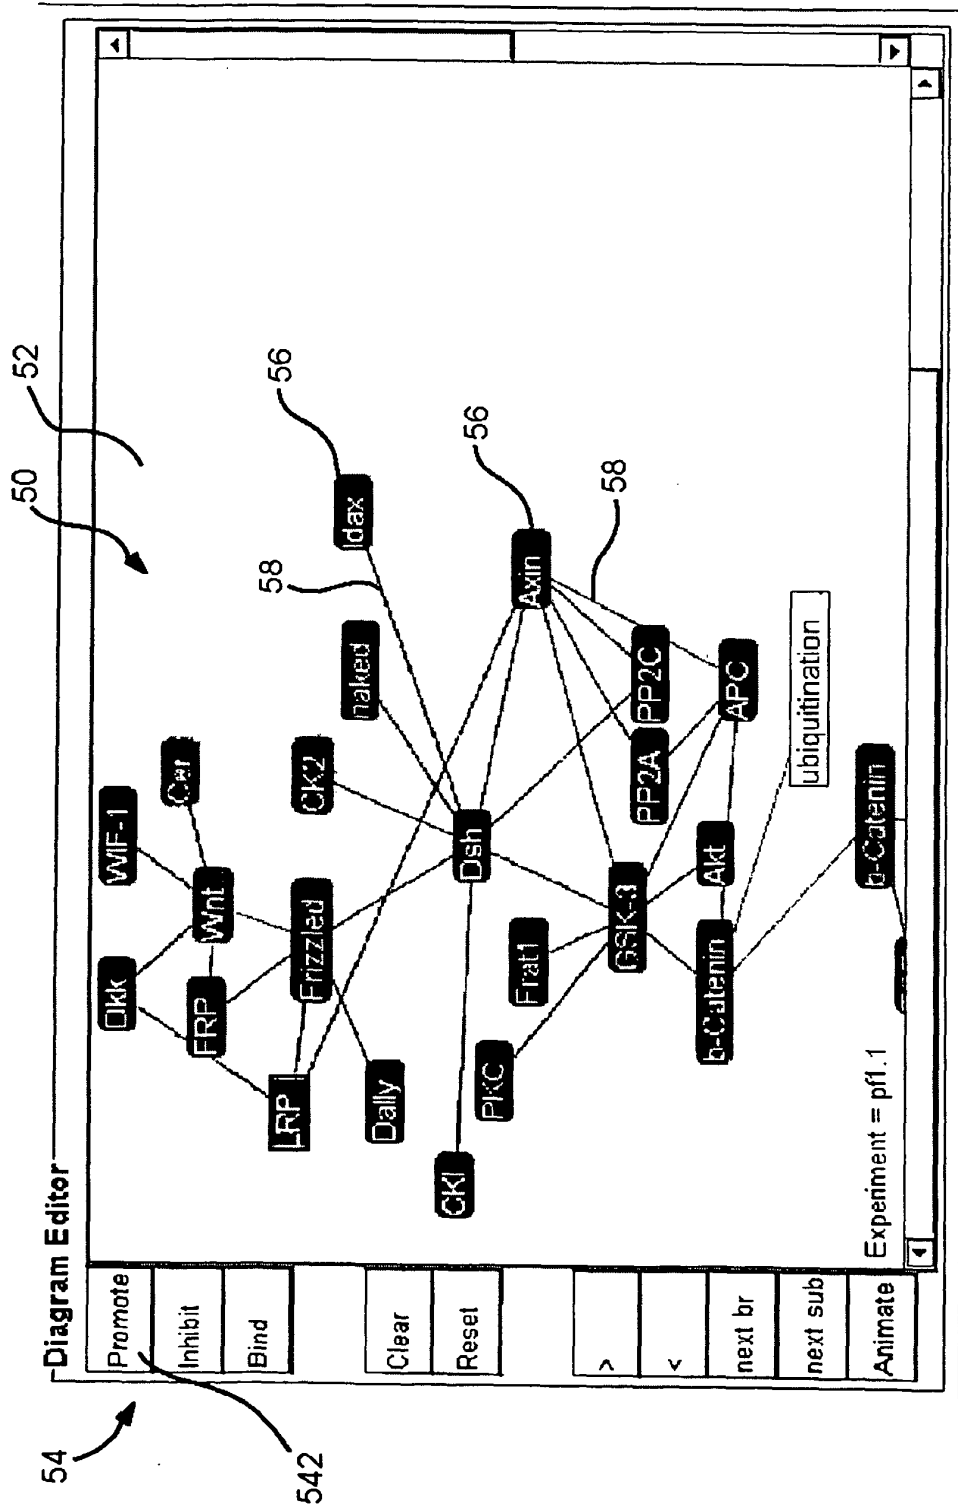 50
52
54
Diagram Editor
Promote
Inhibit
Bind
Clear
Reset
>
<
next br
next sub
Animate
542
Dkk
WIF-1
Cer
FRP
Wnt
LRP
Frizzled
CK2
naked
Idax
56
58
Dally
CKI
Dsh
PKC
Frat1
Axin
56
58
GSK-3
PP2A
PP2C
b-Catenin
Akt
APC
ubiquitination
b-Catenin
Experiment = pf1.1